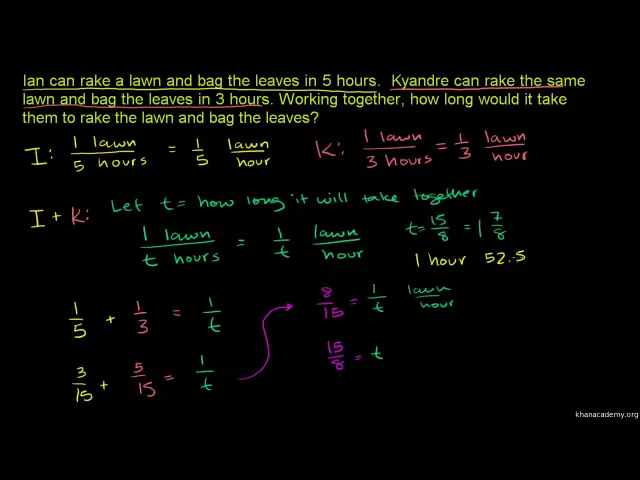 Ian can rake a lawn and bag the leaves in 5 hours. Kyandre can rake the same
lawn and bag the leaves in 3 hours. Working together, how long would it take
them to rake the lawn and bag the leaves?
I: 1 lawn / 5 hours = 1/5 lawn/hour K: 1 lawn / 3 hours = 1/3 lawn/hour
I + K: Let t = how long it will take together
1 lawn / t hours = 1/t lawn/hour t = 15/8 = 1 7/8
1 hour 52.5
1/5 + 1/3 = 1/t 8/15 = 1/t lawn/hour
3/15 + 5/15 = 1/t 15/8 = t
khanacademy.org